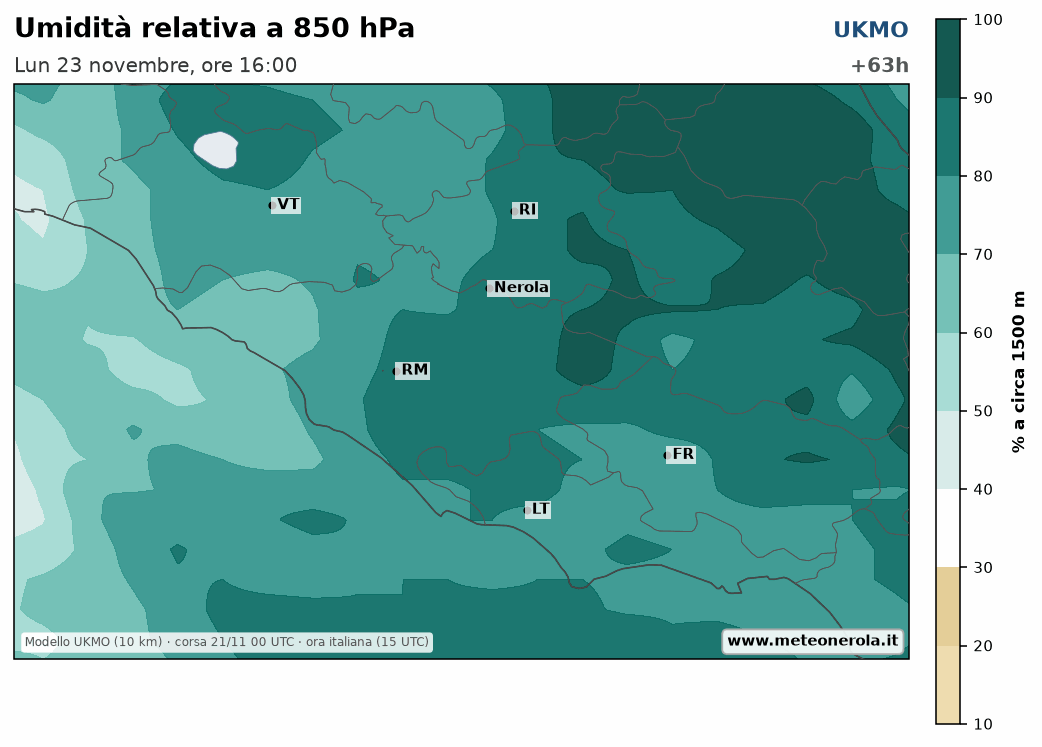 Umidità relativa a 850 hPa
UKMO
Lun 23 novembre, ore 16:00
+63h
100
90
80
70
60
50
40
30
20
10
% a circa 1500 m
VT
RI
Nerola
RM
FR
LT
Modello UKMO (10 km) · corsa 21/11 00 UTC · ora italiana (15 UTC)
www.meteonerola.it